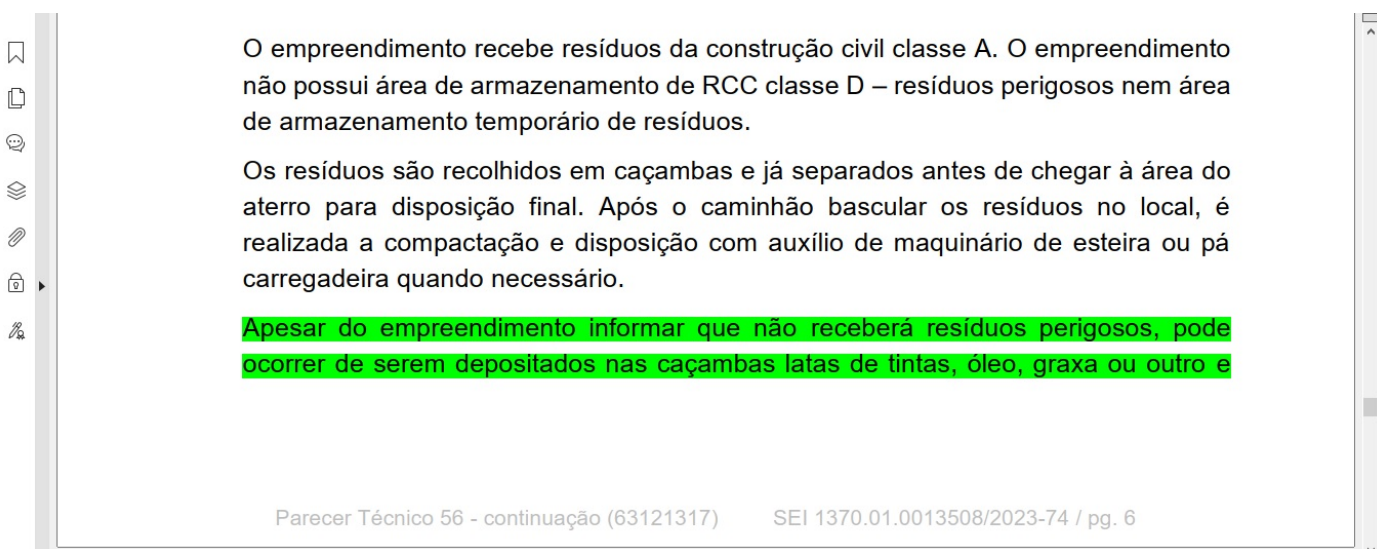 O empreendimento recebe resíduos da construção civil classe A. O empreendimento
não possui área de armazenamento de RCC classe D – resíduos perigosos nem área
de armazenamento temporário de resíduos.
Os resíduos são recolhidos em caçambas e já separados antes de chegar à área do
aterro para disposição final. Após o caminhão bascular os resíduos no local, é
realizada a compactação e disposição com auxílio de maquinário de esteira ou pá
carregadeira quando necessário.
Apesar do empreendimento informar que não receberá resíduos perigosos, pode
ocorrer de serem depositados nas caçambas latas de tintas, óleo, graxa ou outro e
Parecer Técnico 56 - continuação (63121317) SEI 1370.01.0013508/2023-74 / pg. 6